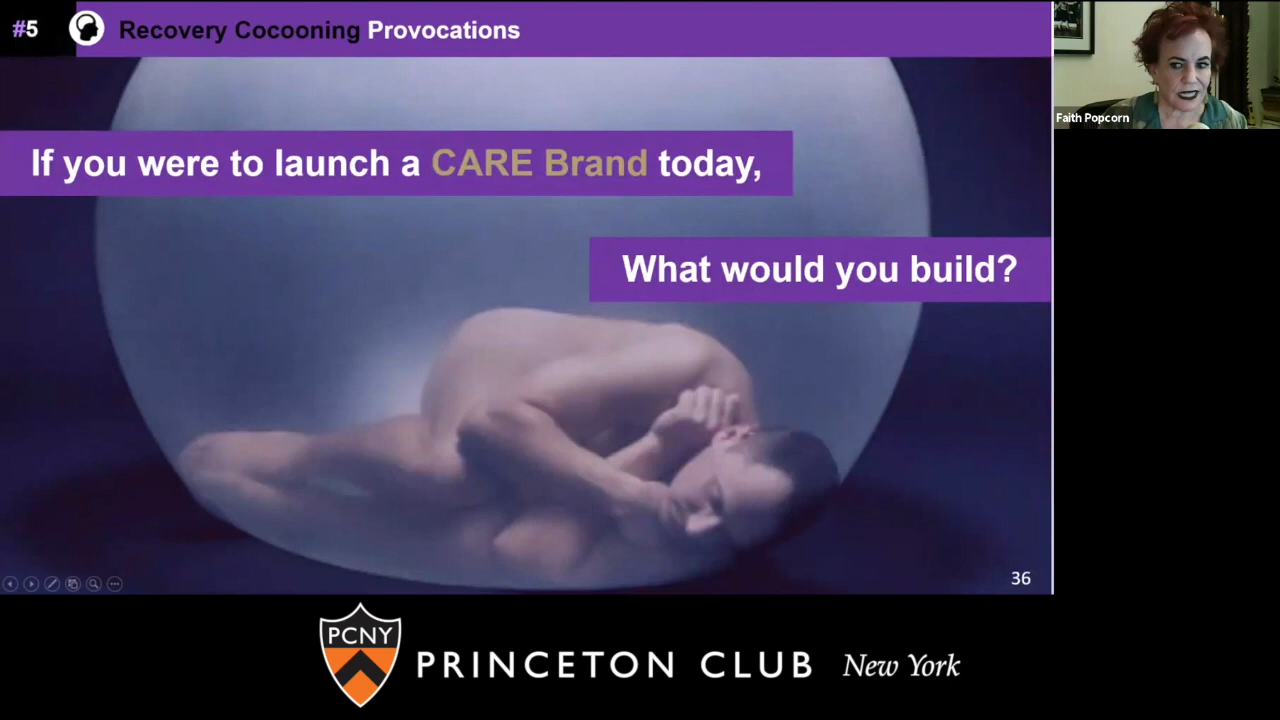 #5
Recovery Cocooning Provocations
Faith Popcorn
If you were to launch a CARE Brand today,
What would you build?
36
PCNY
PRINCETON CLUB New York